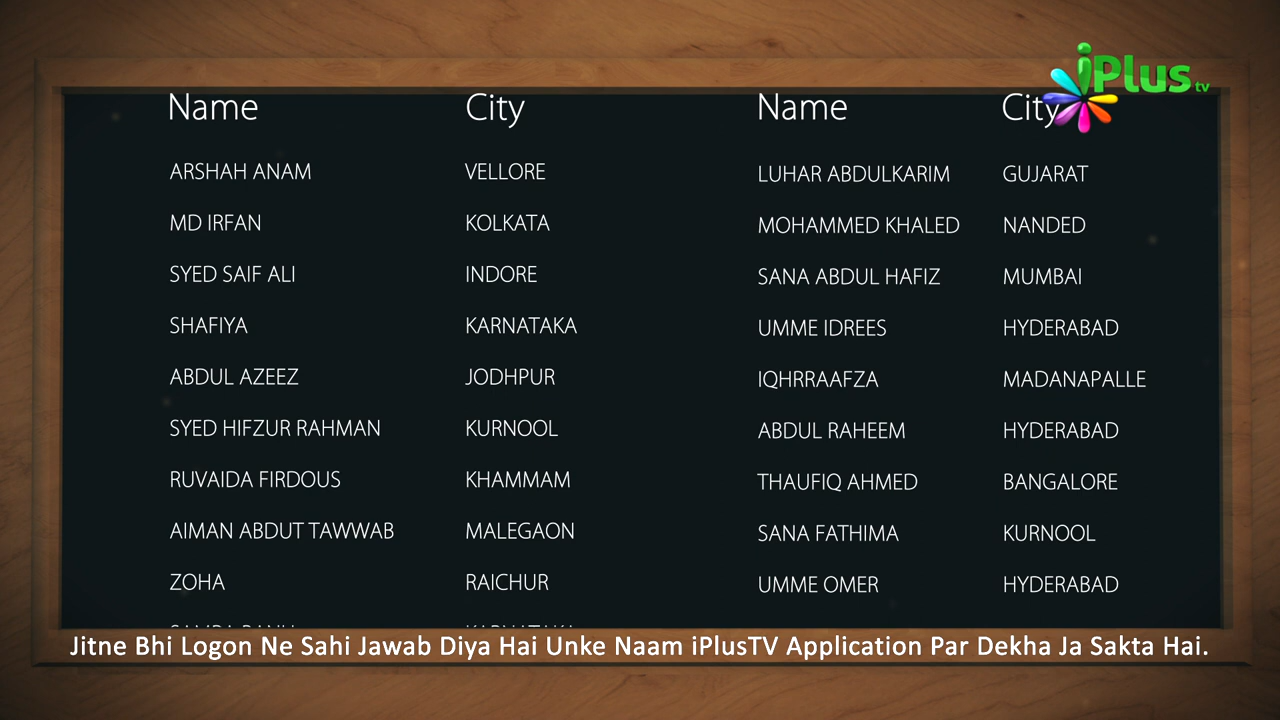 iPlus tv
Name City Name City
ARSHAH ANAM VELLORE LUHAR ABDULKARIM GUJARAT
MD IRFAN KOLKATA MOHAMMED KHALED NANDED
SYED SAIF ALI INDORE SANA ABDUL HAFIZ MUMBAI
SHAFIYA KARNATAKA UMME IDREES HYDERABAD
ABDUL AZEEZ JODHPUR IQHRRAAFZA MADANAPALLE
SYED HIFZUR RAHMAN KURNOOL ABDUL RAHEEM HYDERABAD
RUVAIDA FIRDOUS KHAMMAM THAUFIQ AHMED BANGALORE
AIMAN ABDUT TAWWAB MALEGAON SANA FATHIMA KURNOOL
ZOHA RAICHUR UMME OMER HYDERABAD
Jitne Bhi Logon Ne Sahi Jawab Diya Hai Unke Naam iPlusTV Application Par Dekha Ja Sakta Hai.